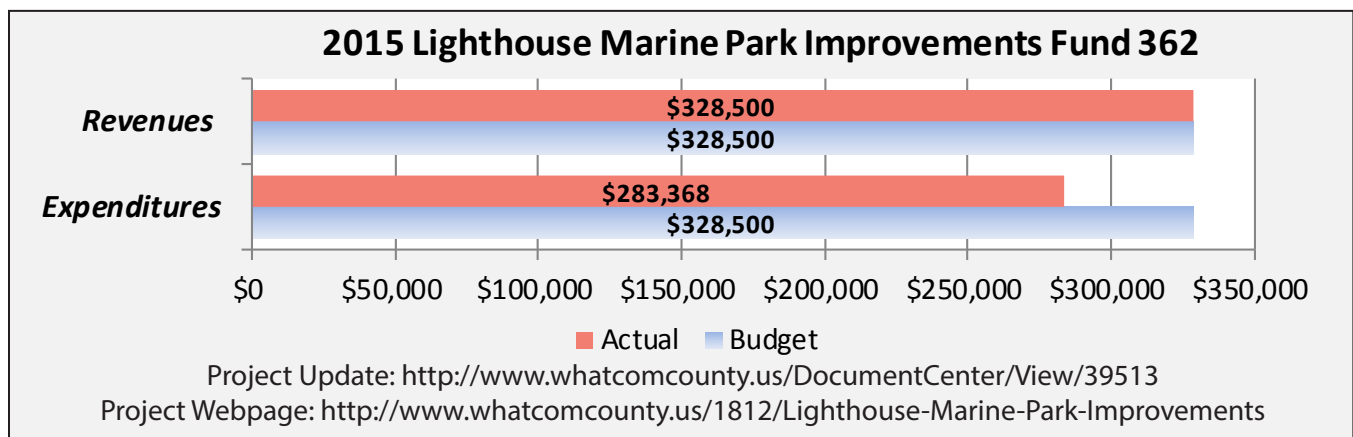 2015 Lighthouse Marine Park Improvements Fund 362
Revenues
$328,500
$328,500
Expenditures
$283,368
$328,500
$0 $50,000 $100,000 $150,000 $200,000 $250,000 $300,000 $350,000
Actual Budget
Project Update: http://www.whatcomcounty.us/DocumentCenter/View/39513
Project Webpage: http://www.whatcomcounty.us/1812/Lighthouse-Marine-Park-Improvements